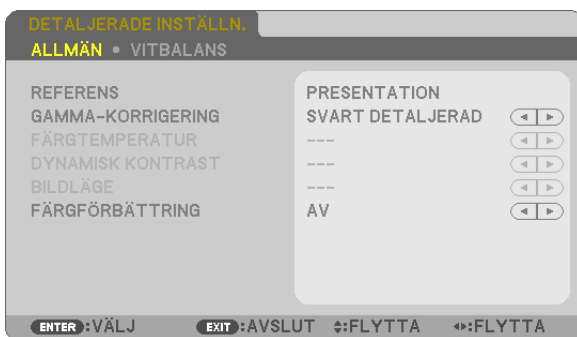 DETALJERADE INSTÄLLN.
ALLMÄN • VITBALANS
REFERENS PRESENTATION
GAMMA-KORRIGERING SVART DETALJERAD
FÄRGTEMPERATUR ---
DYNAMISK KONTRAST ---
BILDLÄGE ---
FÄRGFÖRBÄTTRING AV
ENTER:VÄLJ EXIT:AVSLUT :FLYTTA :FLYTTA